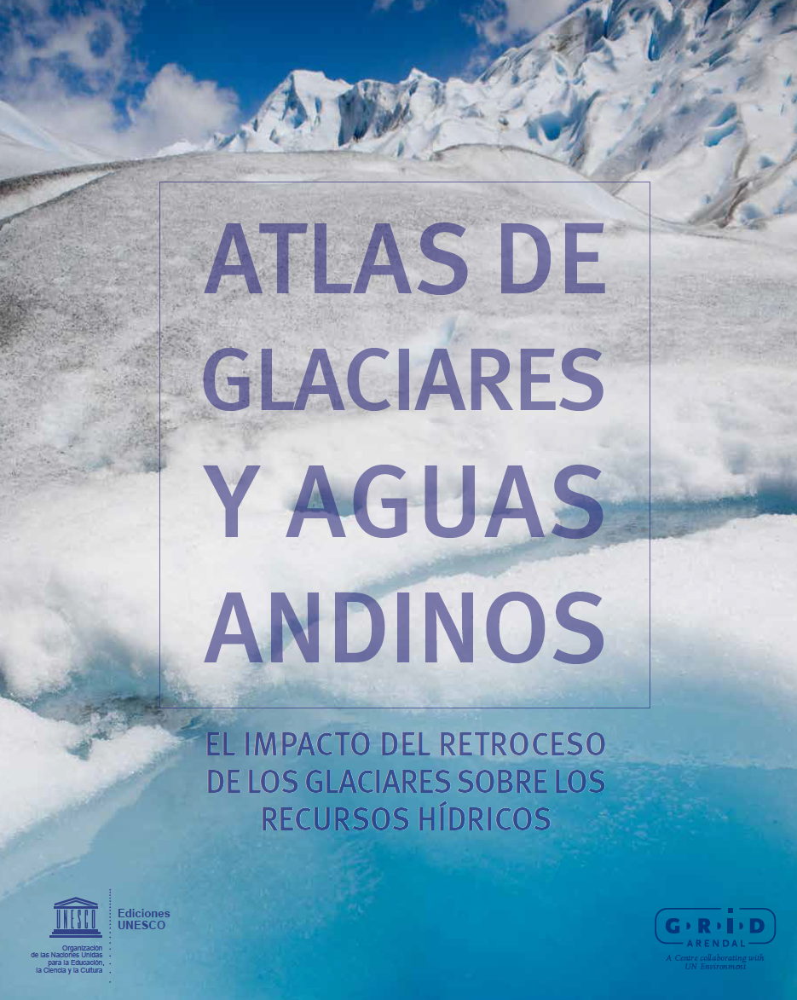 ATLAS DE
GLACIARES
Y AGUAS
ANDINOS
EL IMPACTO DEL RETROCESO
DE LOS GLACIARES SOBRE LOS
RECURSOS HÍDRICOS
UNESCO
Organización
de las Naciones Unidas
para la Educación,
la Ciencia y la Cultura
Ediciones
UNESCO
G·R·I·D
ARENDAL
A Centre collaborating with
UN Environment